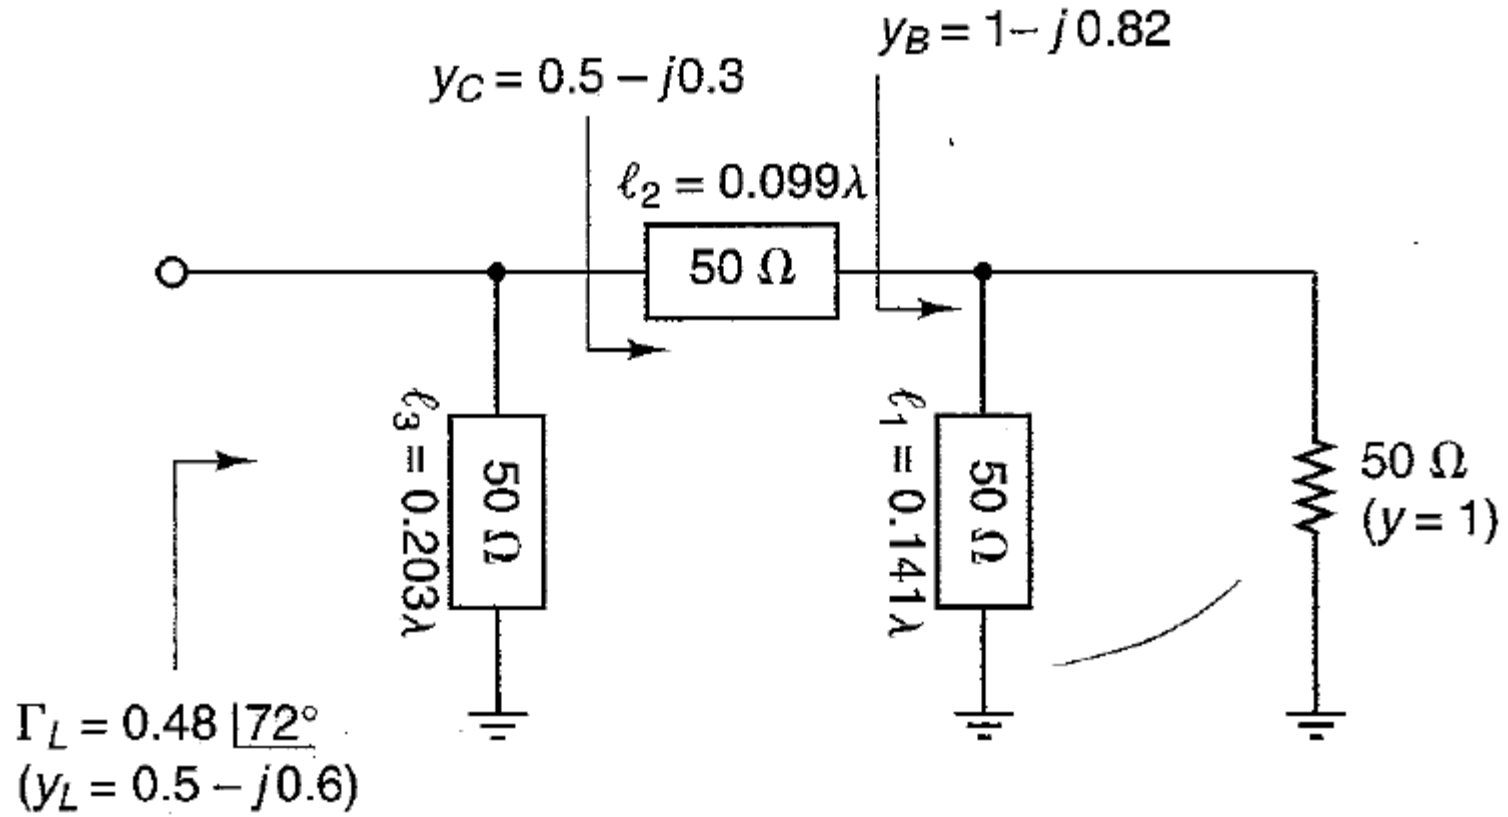 y_B = 1 – j 0.82
y_C = 0.5 – j0.3
ℓ_2 = 0.099λ
50 Ω
ℓ_3 = 0.203λ
50 Ω
ℓ_1 = 0.141λ
50 Ω
50 Ω
(y = 1)
Γ_L = 0.48 |72°
(y_L = 0.5 – j0.6)